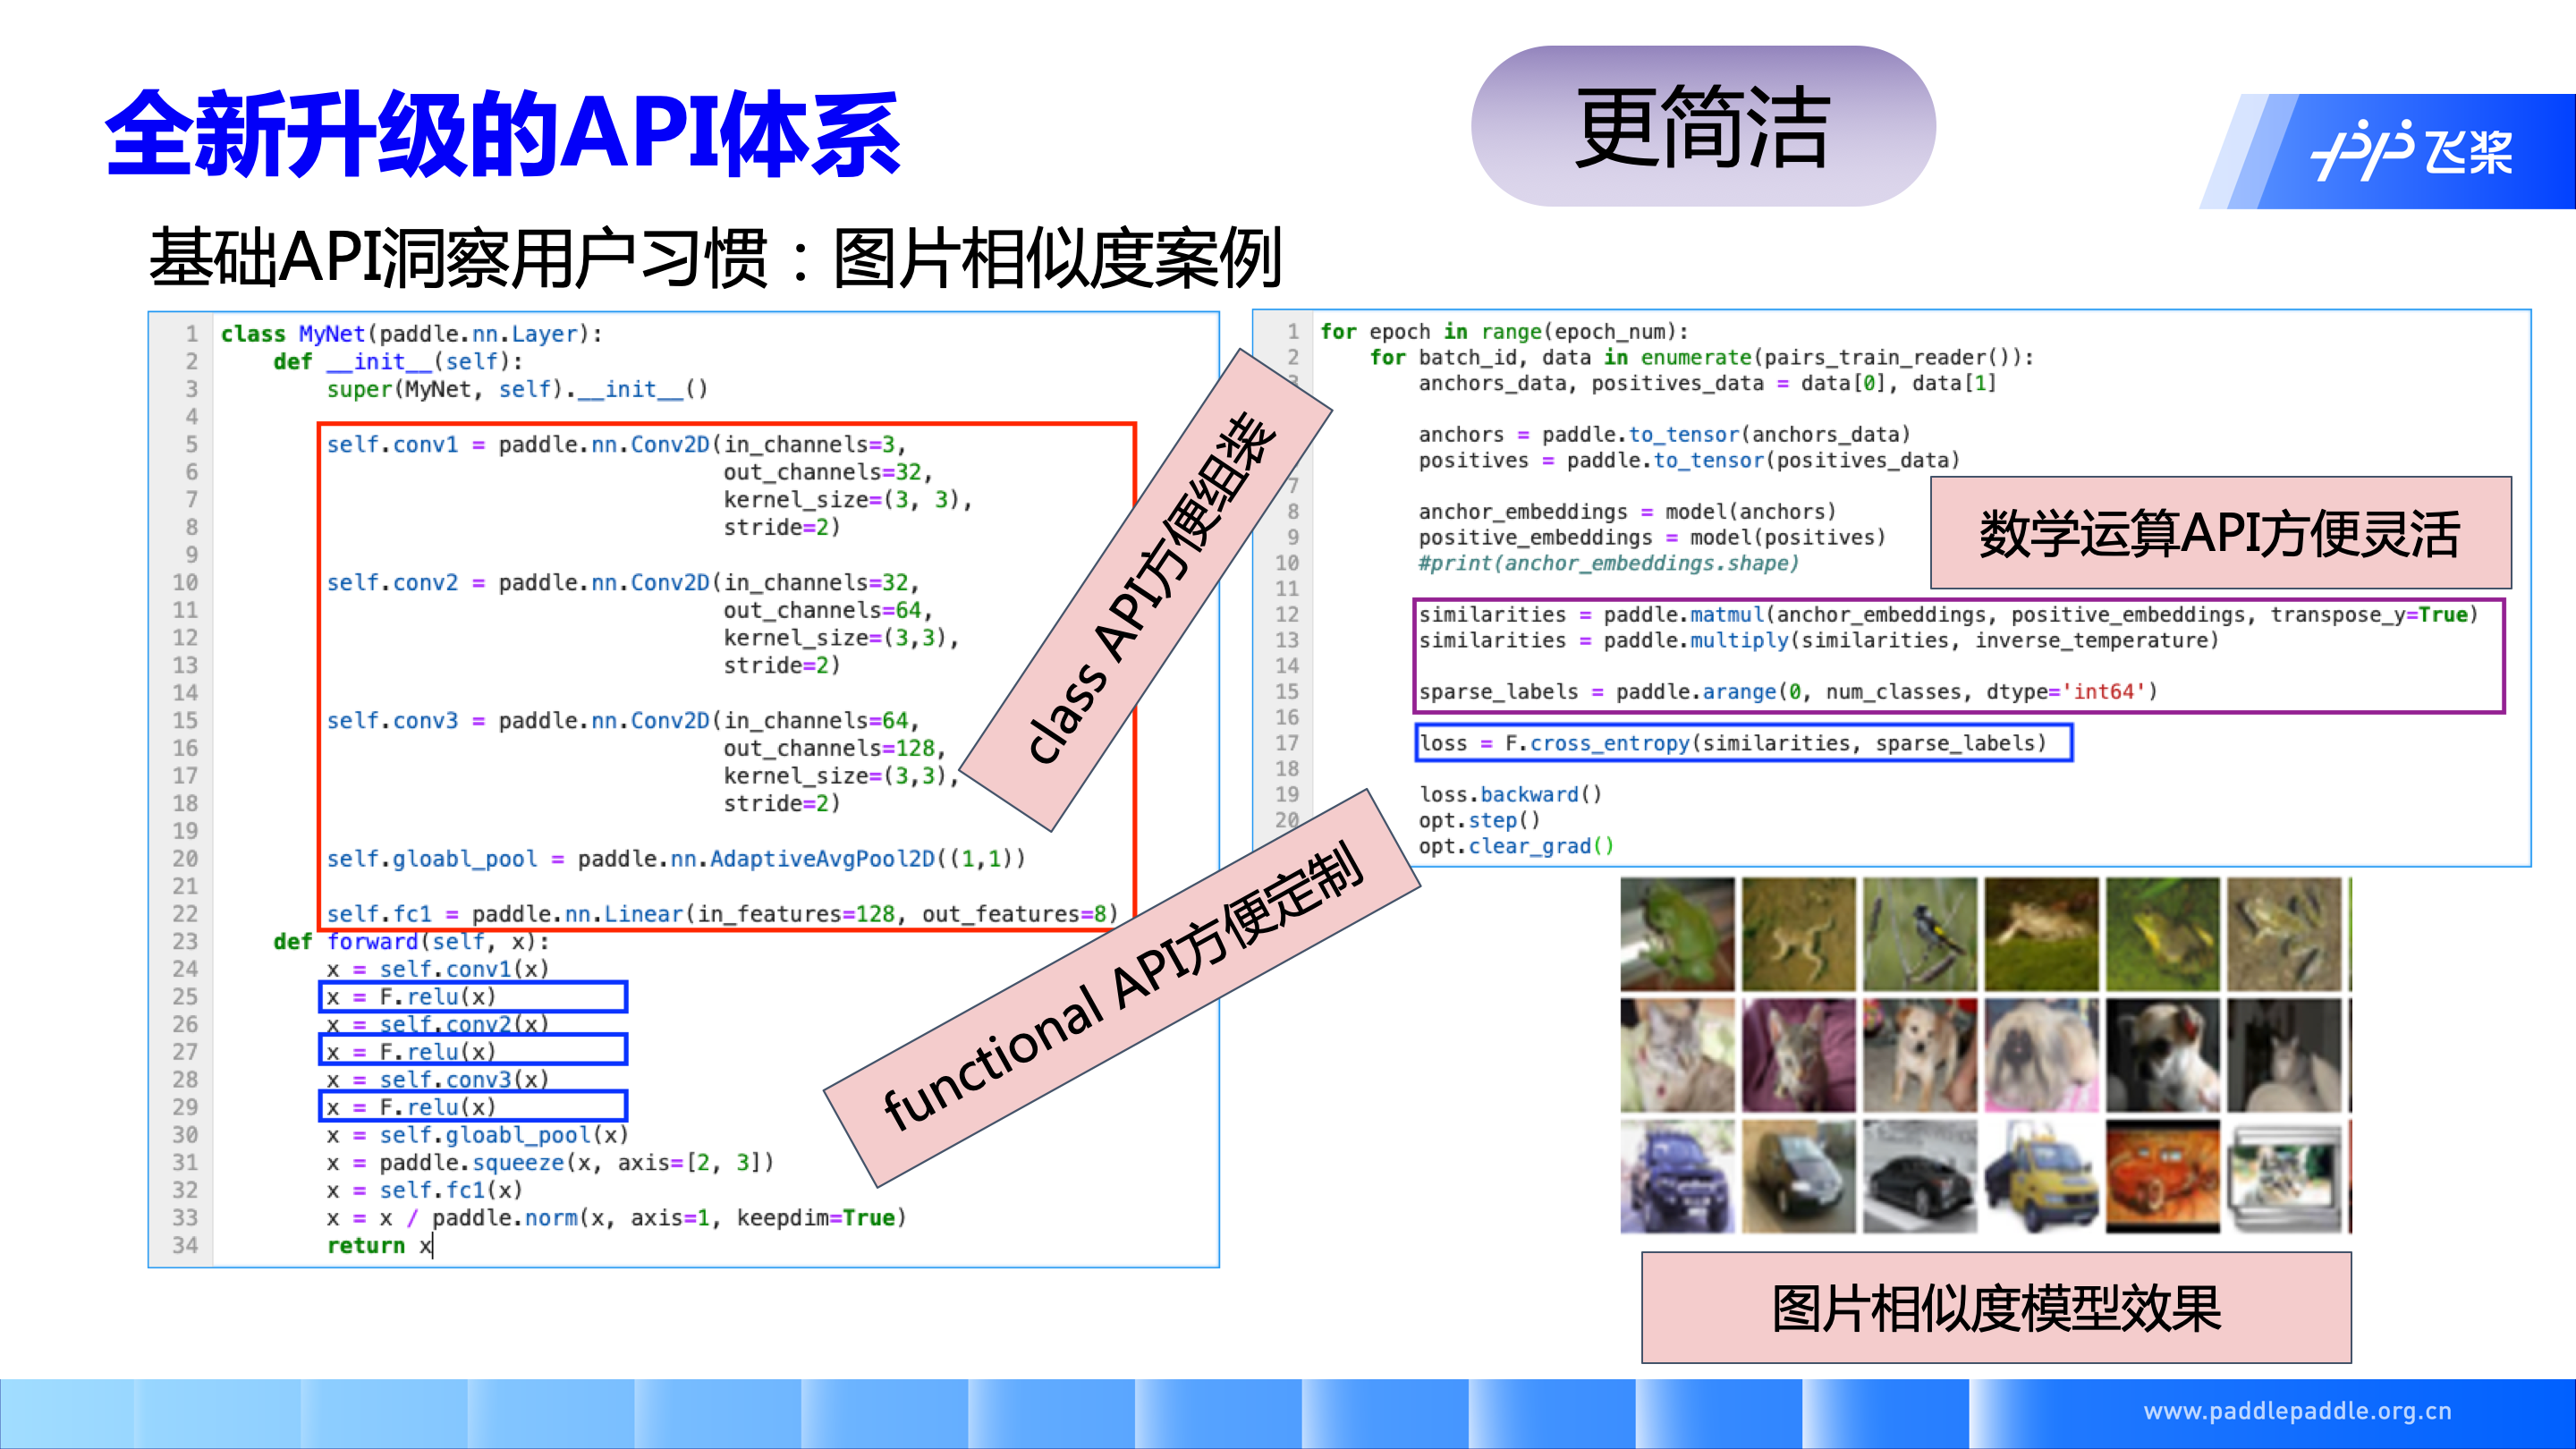 全新升级的API体系
更简洁
飞桨
基础API洞察用户习惯：图片相似度案例
1 class MyNet(paddle.nn.Layer):
2     def __init__(self):
3         super(MyNet, self).__init__()
4
5         self.conv1 = paddle.nn.Conv2D(in_channels=3,
6                                       out_channels=32,
7                                       kernel_size=(3, 3),
8                                       stride=2)
9
10         self.conv2 = paddle.nn.Conv2D(in_channels=32,
11                                       out_channels=64,
12                                       kernel_size=(3,3),
13                                       stride=2)
14
15         self.conv3 = paddle.nn.Conv2D(in_channels=64,
16                                       out_channels=128,
17                                       kernel_size=(3,3),
18                                       stride=2)
19
20         self.gloabl_pool = paddle.nn.AdaptiveAvgPool2D((1,1))
21
22         self.fc1 = paddle.nn.Linear(in_features=128, out_features=8)
23     def forward(self, x):
24         x = self.conv1(x)
25         x = F.relu(x)
26         x = self.conv2(x)
27         x = F.relu(x)
28         x = self.conv3(x)
29         x = F.relu(x)
30         x = self.gloabl_pool(x)
31         x = paddle.squeeze(x, axis=[2, 3])
32         x = self.fc1(x)
33         x = x / paddle.norm(x, axis=1, keepdim=True)
34         return x
class API方便组装
functional API方便定制
1 for epoch in range(epoch_num):
2     for batch_id, data in enumerate(pairs_train_reader()):
3         anchors_data, positives_data = data[0], data[1]
anchors = paddle.to_tensor(anchors_data)
positives = paddle.to_tensor(positives_data)
7
8         anchor_embeddings = model(anchors)
9         positive_embeddings = model(positives)
10         #print(anchor_embeddings.shape)
11
12         similarities = paddle.matmul(anchor_embeddings, positive_embeddings, transpose_y=True)
13         similarities = paddle.multiply(similarities, inverse_temperature)
14
15         sparse_labels = paddle.arange(0, num_classes, dtype='int64')
16
17         loss = F.cross_entropy(similarities, sparse_labels)
18
19         loss.backward()
20         opt.step()
opt.clear_grad()
数学运算API方便灵活
图片相似度模型效果
www.paddlepaddle.org.cn